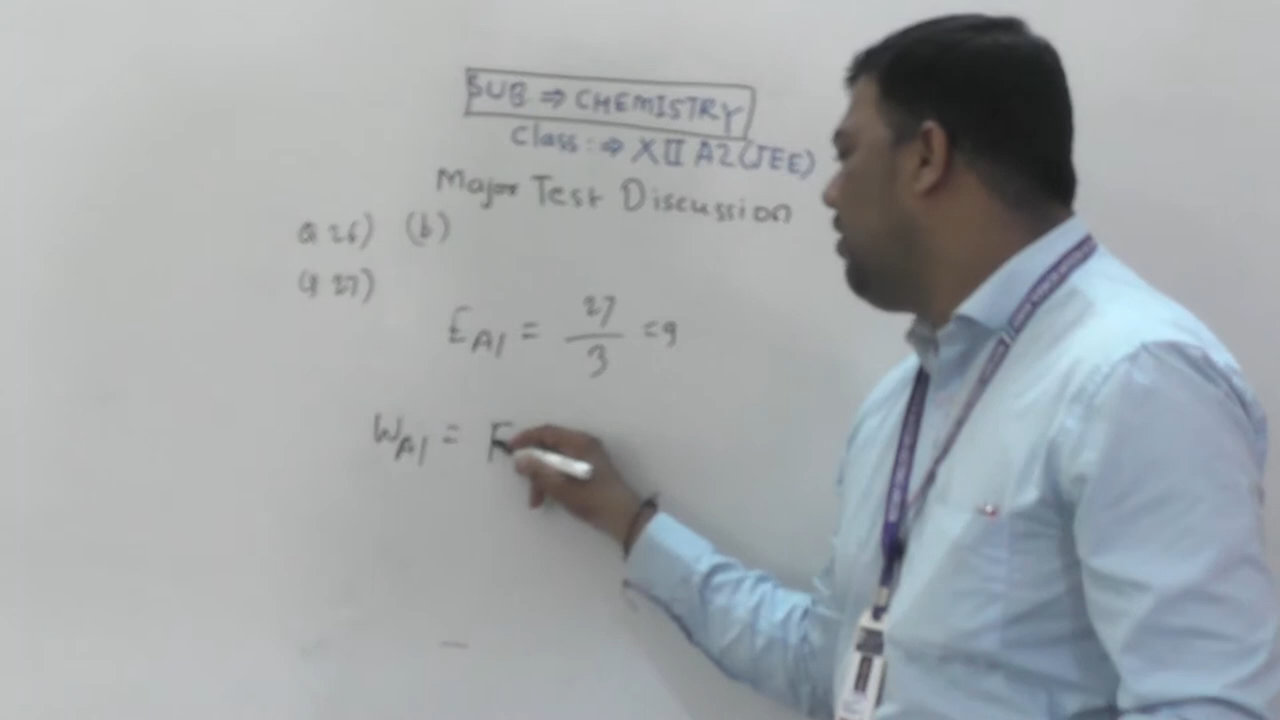 SUB ⇒ CHEMISTRY
Class :⇒ XII A2 (JEE)
Major Test Discussion
Q 26) (b)
Q 27)
E_Al = 27/3 = 9
W_Al = E